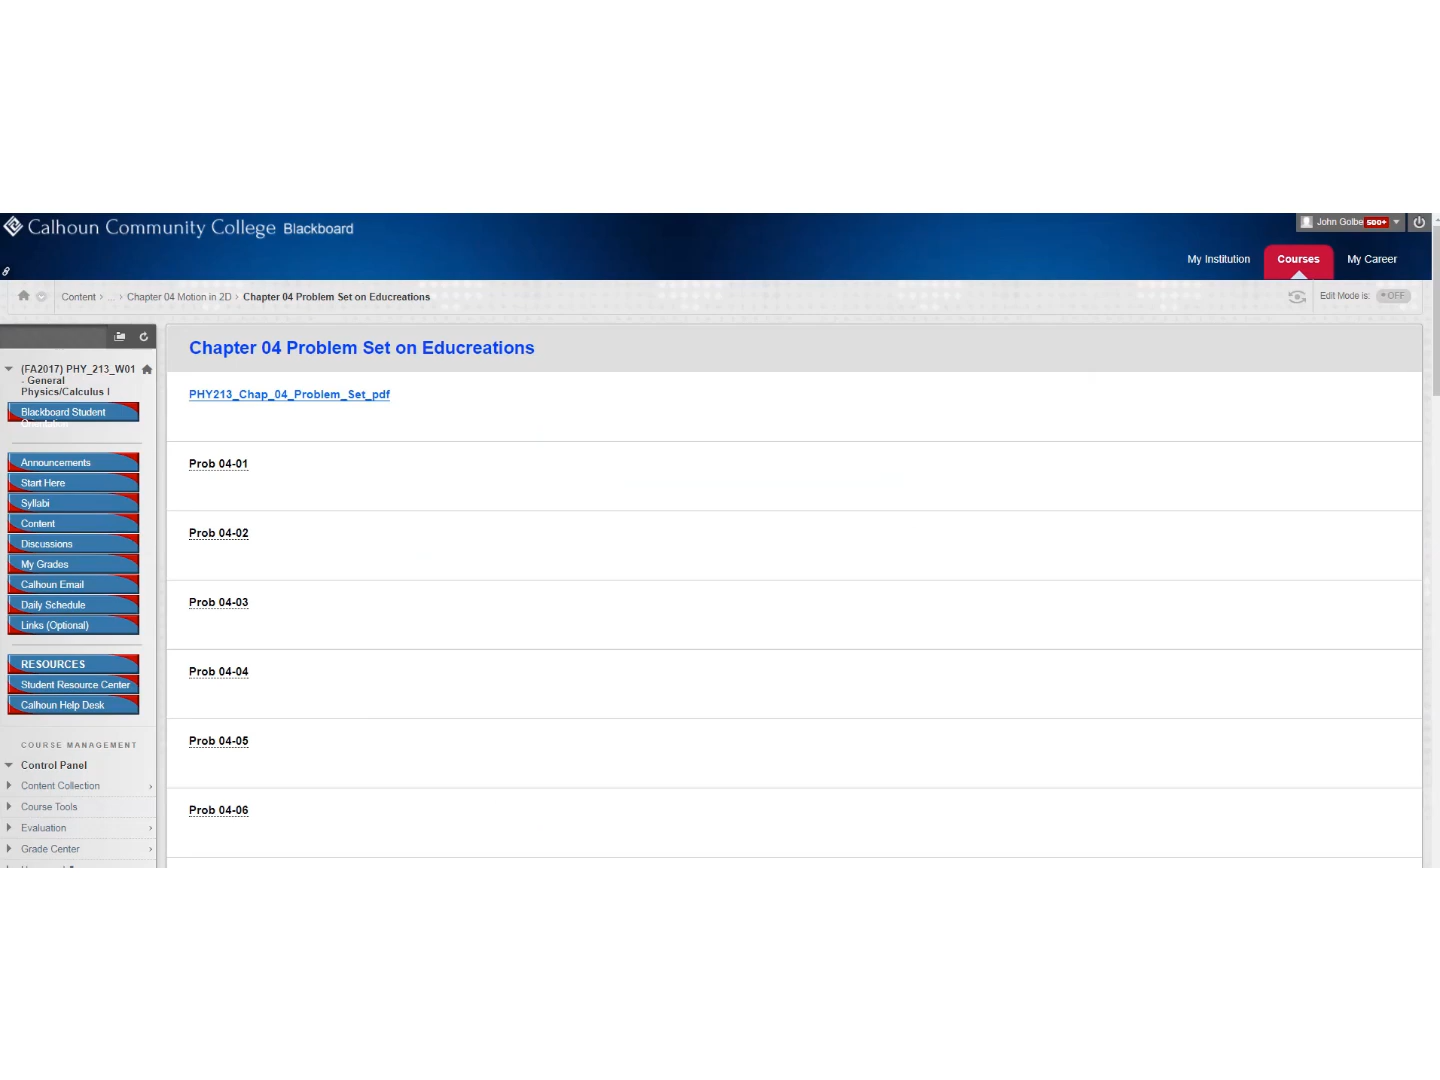 Calhoun Community College Blackboard
John Golbe 500+
My Institution
Courses
My Career
Content › ... › Chapter 04 Motion in 2D › Chapter 04 Problem Set on Educreations
Edit Mode is: OFF
(FA2017) PHY_213_W01
- General
Physics/Calculus I
Blackboard Student
Orientation
Announcements
Start Here
Syllabi
Content
Discussions
My Grades
Calhoun Email
Daily Schedule
Links (Optional)
RESOURCES
Student Resource Center
Calhoun Help Desk
COURSE MANAGEMENT
Control Panel
Content Collection
Course Tools
Evaluation
Grade Center
Chapter 04 Problem Set on Educreations
PHY213_Chap_04_Problem_Set_pdf
Prob 04-01
Prob 04-02
Prob 04-03
Prob 04-04
Prob 04-05
Prob 04-06